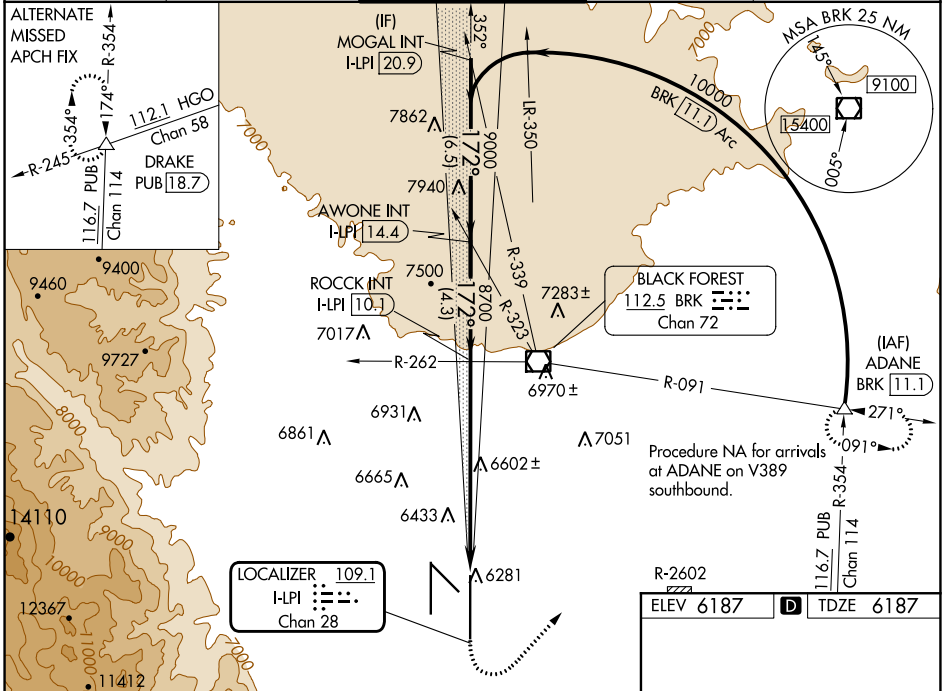 ALTERNATE
MISSED
APCH FIX
R-354
174°
354°
112.1 HGO
Chan 58
R-245
DRAKE
PUB 18.7
116.7 PUB
Chan 114
7000
(IF)
MOGAL INT
I-LPI 20.9
352°
7862
172°
(6.5)
9000
7940
LR-350
10000
BRK 11.1 Arc
7000
MSA BRK 25 NM
145°
9100
15400
005°
AWONE INT
I-LPI 14.4
R-339
R-323
7500
172°
(4.3)
8700
ROCCK INT
I-LPI 10.1
7017
7283±
BLACK FOREST
112.5 BRK
Chan 72
R-262
6970±
R-091
(IAF)
ADANE
BRK 11.1
271°
091°
9460
9400
9727
8000
6931
6861
6665
6602±
6433
7051
Procedure NA for arrivals
at ADANE on V389
southbound.
R-354
116.7 PUB
Chan 114
14110
9000
10000
12367
11000
11412
7000
LOCALIZER 109.1
I-LPI
Chan 28
6281
R-2602
ELEV 6187 D TDZE 6187